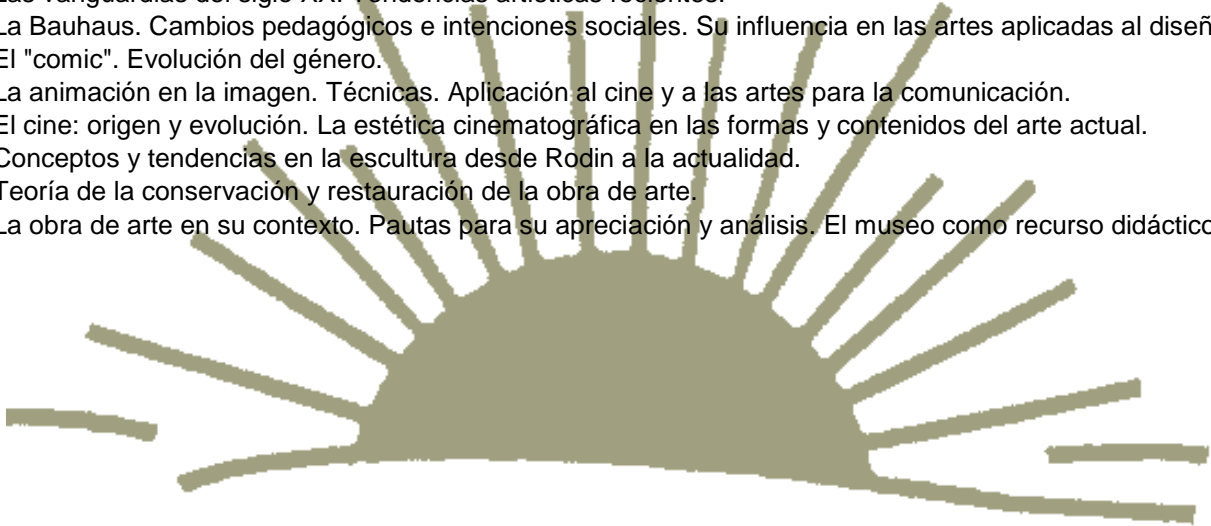 Las vanguardias del siglo XX. Tendencias artísticas recientes.
La Bauhaus. Cambios pedagógicos e intenciones sociales. Su influencia en las artes aplicadas al diseñ
El "comic". Evolución del género.
La animación en la imagen. Técnicas. Aplicación al cine y a las artes para la comunicación.
El cine: origen y evolución. La estética cinematográfica en las formas y contenidos del arte actual.
Conceptos y tendencias en la escultura desde Rodin a la actualidad.
Teoría de la conservación y restauración de la obra de arte.
La obra de arte en su contexto. Pautas para su apreciación y análisis. El museo como recurso didáctico